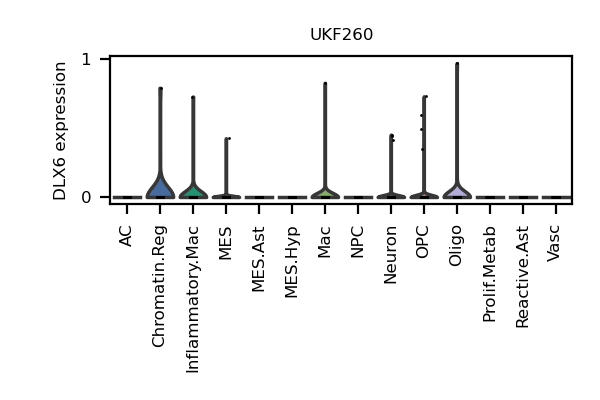 UKF260
DLX6 expression
1
0
AC
Chromatin.Reg
Inflammatory.Mac
MES
MES.Ast
MES.Hyp
Mac
NPC
Neuron
OPC
Oligo
Prolif.Metab
Reactive.Ast
Vasc